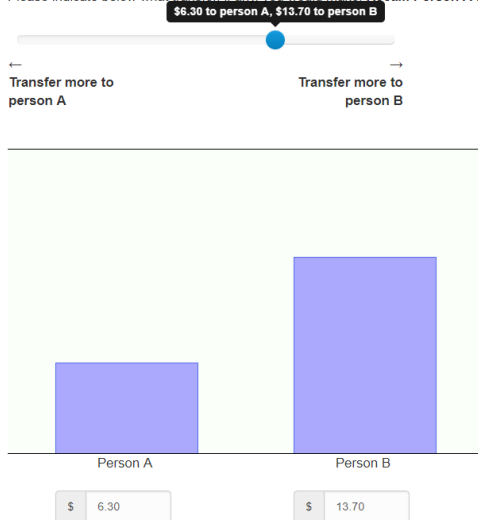 $6.30 to person A, $13.70 to person B
← →
Transfer more to person A
Transfer more to person B
Person A Person B
$ 6.30 $ 13.70